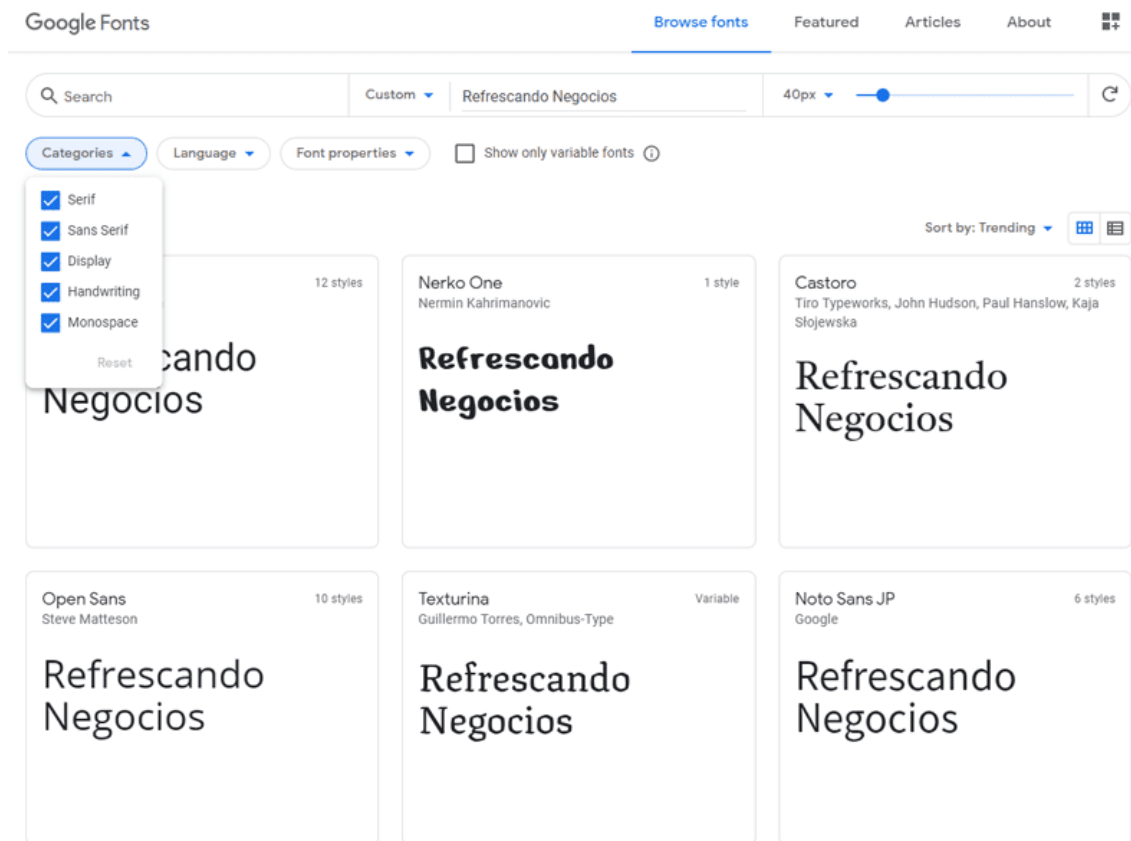 Google Fonts
Browse fonts
Featured
Articles
About
Search
Custom
Refrescando Negocios
40px
Categories
Language
Font properties
Show only variable fonts
Serif
Sans Serif
Display
Handwriting
Monospace
Reset
Sort by: Trending
12 styles
cando
Negocios
Nerko One
1 style
Nermin Kahrimanovic
Refrescando
Negocios
Castoro
2 styles
Tiro Typeworks, John Hudson, Paul Hanslow, Kaja
Słojewska
Refrescando
Negocios
Open Sans
10 styles
Steve Matteson
Refrescando
Negocios
Texturina
Variable
Guillermo Torres, Omnibus-Type
Refrescando
Negocios
Noto Sans JP
6 styles
Google
Refrescando
Negocios